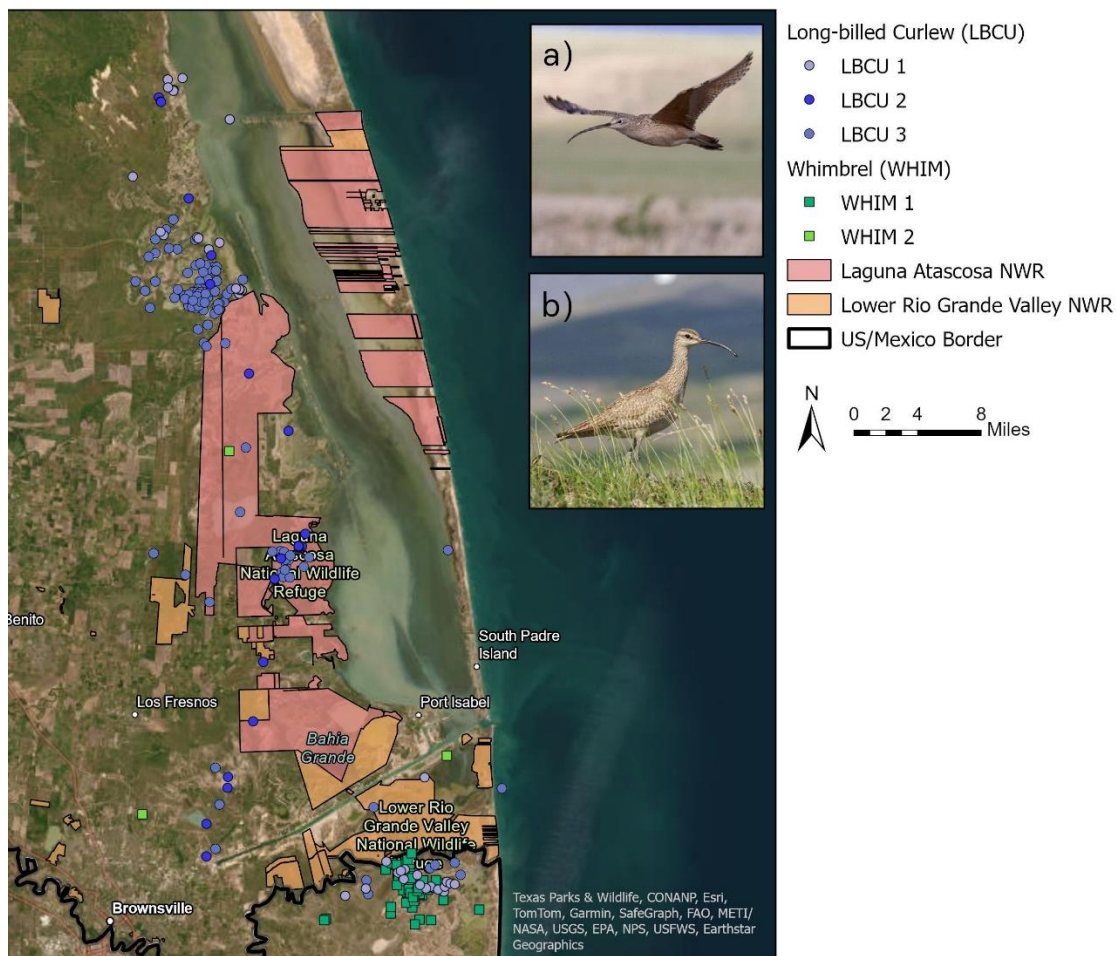 a)
b)
Laguna
Atascosa
National Wildlife
Refuge
Benito
South Padre
Island
Los Fresnos
Port Isabel
Bahia
Grande
Lower Rio
Grande Valley
National Wildlife
Brownsville
Texas Parks & Wildlife, CONANP, Esri,
TomTom, Garmin, SafeGraph, FAO, METI/
NASA, USGS, EPA, NPS, USFWS, Earthstar
Geographics
Long-billed Curlew (LBCU)
LBCU 1
LBCU 2
LBCU 3
Whimbrel (WHIM)
WHIM 1
WHIM 2
Laguna Atascosa NWR
Lower Rio Grande Valley NWR
US/Mexico Border
N
0 2 4 8
Miles